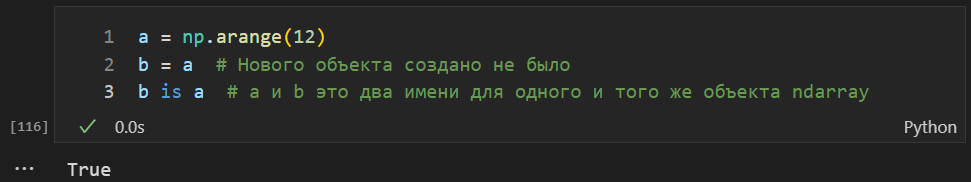 1 a = np.arange(12)
2 b = a  # Нового объекта создано не было
3 b is a  # a и b это два имени для одного и того же объекта ndarray
[116] ✓ 0.0s Python
... True